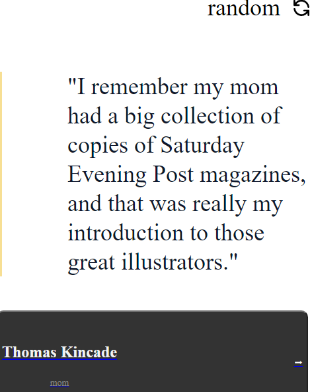 random
"I remember my mom
had a big collection of
copies of Saturday
Evening Post magazines,
and that was really my
introduction to those
great illustrators."
Thomas Kincade
mom